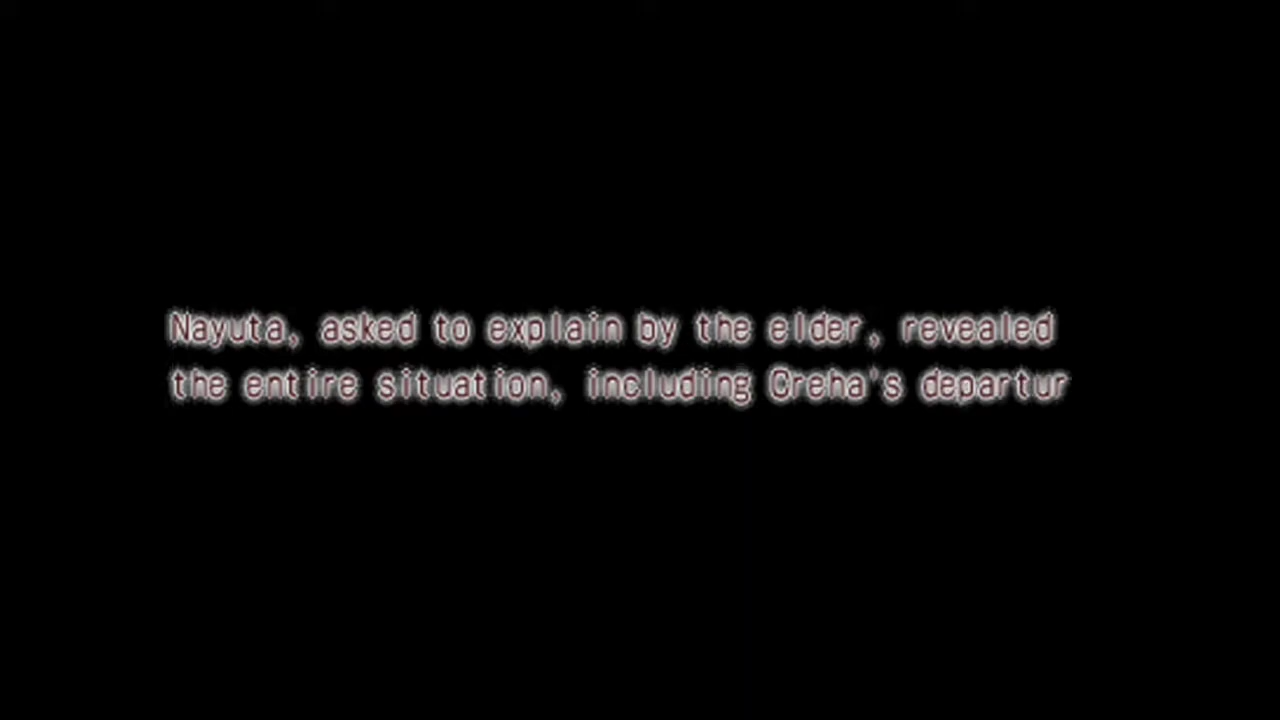 Nayuta, asked to explain by the elder, revealed
the entire situation, including Creha's departur